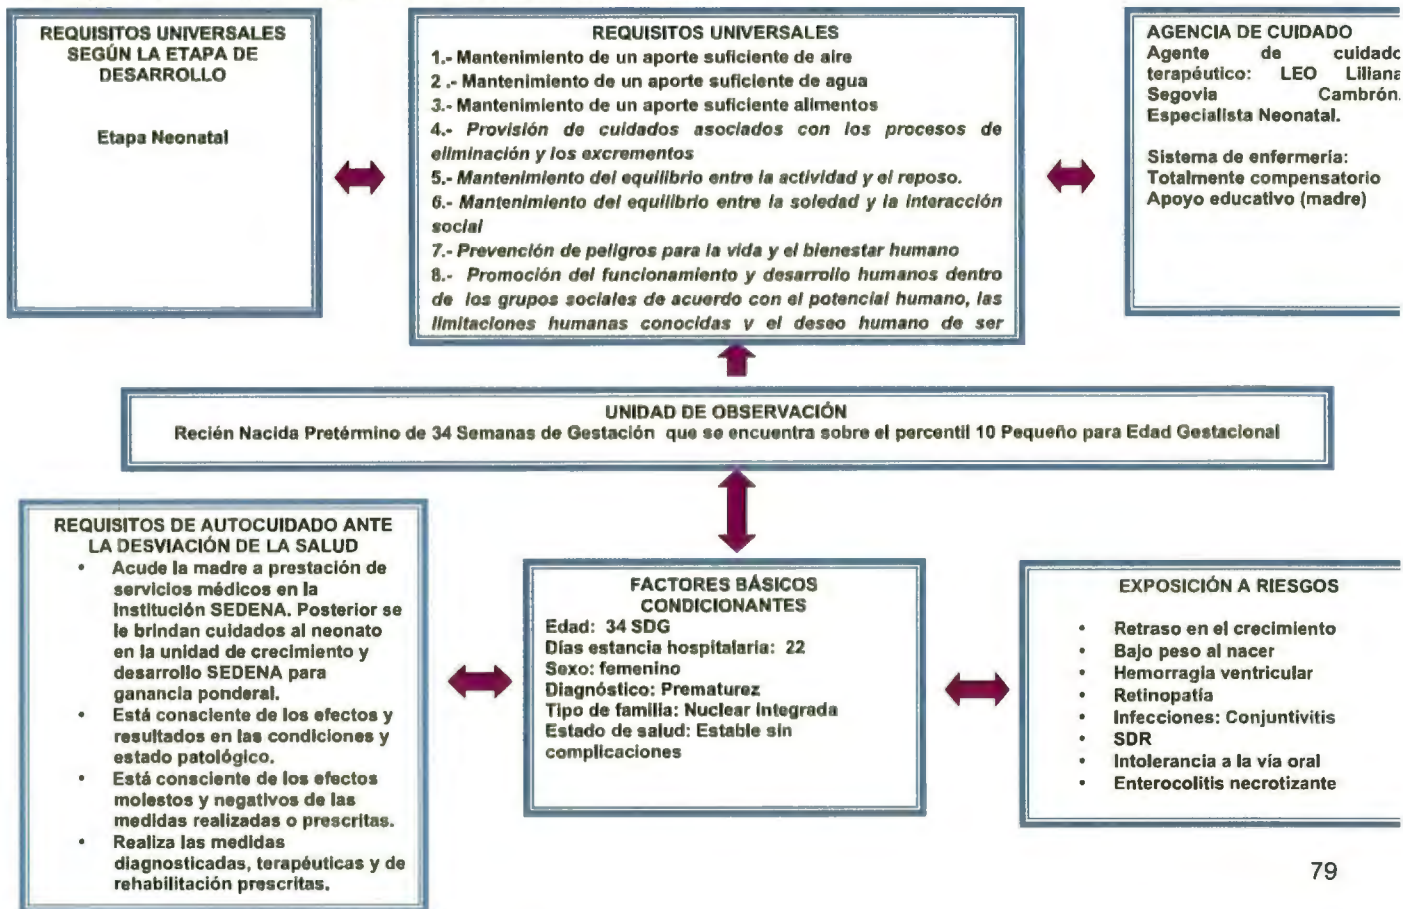 REQUISITOS UNIVERSALES
SEGÚN LA ETAPA DE
DESARROLLO
Etapa Neonatal
REQUISITOS UNIVERSALES
1.- Mantenimiento de un aporte suficiente de aire
2 .- Mantenimiento de un aporte suficiente de agua
3.- Mantenimiento de un aporte suficiente alimentos
4.- Provisión de cuidados asociados con los procesos de
eliminación y los excrementos
5.- Mantenimiento del equilibrio entre la actividad y el reposo.
6.- Mantenimiento del equilibrio entre la soledad y la interacción
social
7.- Prevención de peligros para la vida y el bienestar humano
8.- Promoción del funcionamiento y desarrollo humanos dentro
de los grupos sociales de acuerdo con el potencial humano, las
limitaciones humanas conocidas y el deseo humano de ser
AGENCIA DE CUIDADO
Agente de cuidado
terapéutico: LEO Liliana
Segovia Cambrón.
Especialista Neonatal.
Sistema de enfermería:
Totalmente compensatorio
Apoyo educativo (madre)
UNIDAD DE OBSERVACIÓN
Recién Nacida Pretérmino de 34 Semanas de Gestación que se encuentra sobre el percentil 10 Pequeño para Edad Gestacional
REQUISITOS DE AUTOCUIDADO ANTE
LA DESVIACIÓN DE LA SALUD
• Acude la madre a prestación de
servicios médicos en la
Institución SEDENA. Posterior se
le brindan cuidados al neonato
en la unidad de crecimiento y
desarrollo SEDENA para
ganancia ponderal.
• Está consciente de los efectos y
resultados en las condiciones y
estado patológico.
• Está consciente de los efectos
molestos y negativos de las
medidas realizadas o prescritas.
• Realiza las medidas
diagnosticadas, terapéuticas y de
rehabilitación prescritas.
FACTORES BÁSICOS
CONDICIONANTES
Edad: 34 SDG
Días estancia hospitalaria: 22
Sexo: femenino
Diagnóstico: Prematurez
Tipo de familia: Nuclear Integrada
Estado de salud: Estable sin
complicaciones
EXPOSICIÓN A RIESGOS
• Retraso en el crecimiento
• Bajo peso al nacer
• Hemorragia ventricular
• Retinopatía
• Infecciones: Conjuntivitis
• SDR
• Intolerancia a la vía oral
• Enterocolitis necrotizante
79